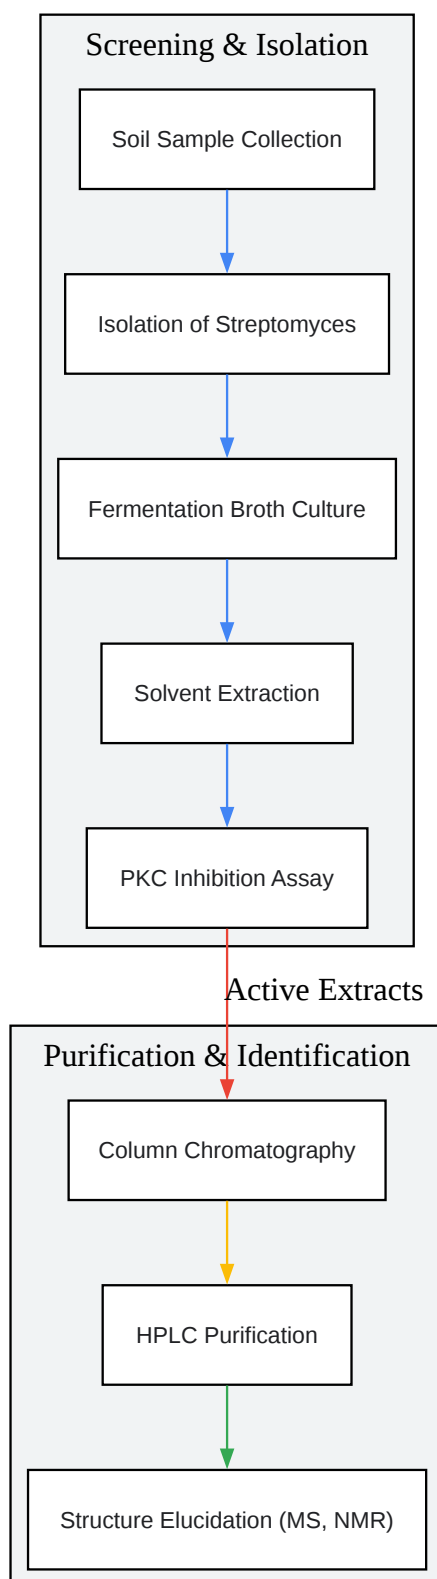 Screening & Isolation
Soil Sample Collection
Isolation of Streptomyces
Fermentation Broth Culture
Solvent Extraction
PKC Inhibition Assay
Active Extracts
Purification & Identification
Column Chromatography
HPLC Purification
Structure Elucidation (MS, NMR)